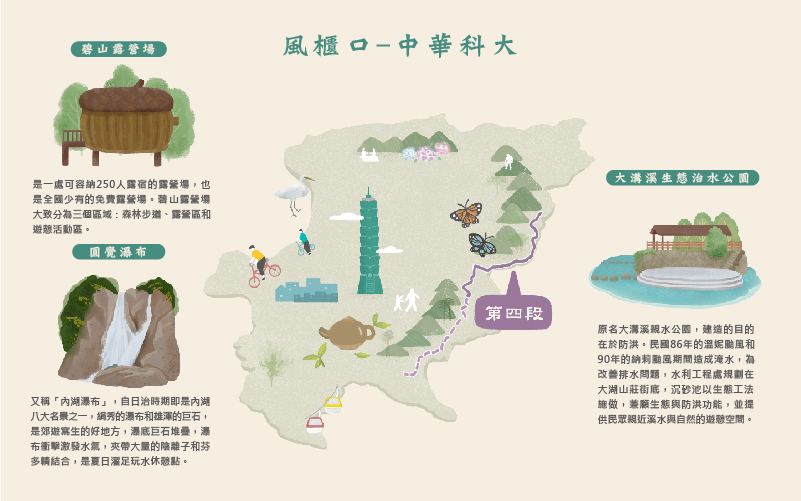 風櫃口–中華科大
碧山露營場
是一處可容納250人露宿的露營場，也
是全國少有的免費露營場。碧山露營場
大致分為三個區域：森林步道、露營區和
遊憩活動區。
圓覺瀑布
又稱「內湖瀑布」，自日治時期即是內湖
八大名景之一，絹秀的瀑布和雄渾的巨石，
是郊遊寫生的好地方，瀑底巨石堆疊，瀑
布衝擊激發水氣，夾帶大量的陰離子和芬
多精結合，是夏日濯足玩水休憩點。
第四段
大溝溪生態治水公園
原名大溝溪親水公園，建造的目的
在於防洪。民國86年的溫妮颱風和
90年的納莉颱風期間造成淹水，為
改善排水問題，水利工程處規劃在
大湖山莊街底，沉砂池以生態工法
施做，兼顧生態與防洪功能，並提
供民眾親近溪水與自然的遊憩空間。